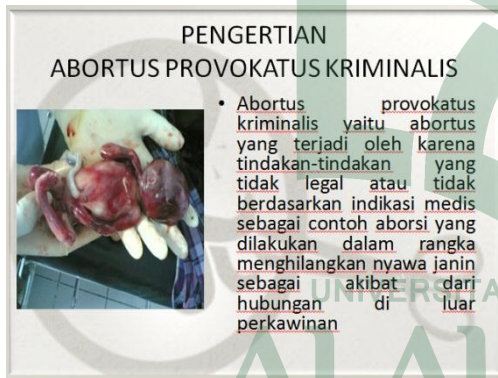 PENGERTIAN
ABORTUS PROVOKATUS KRIMINALIS
• Abortus provokatus
kriminalis yaitu abortus
yang terjadi oleh karena
tindakan-tindakan yang
tidak legal atau tidak
berdasarkan indikasi medis
sebagai contoh aborsi yang
dilakukan dalam rangka
menghilangkan nyawa janin
sebagai akibat dari
hubungan di luar
perkawinan